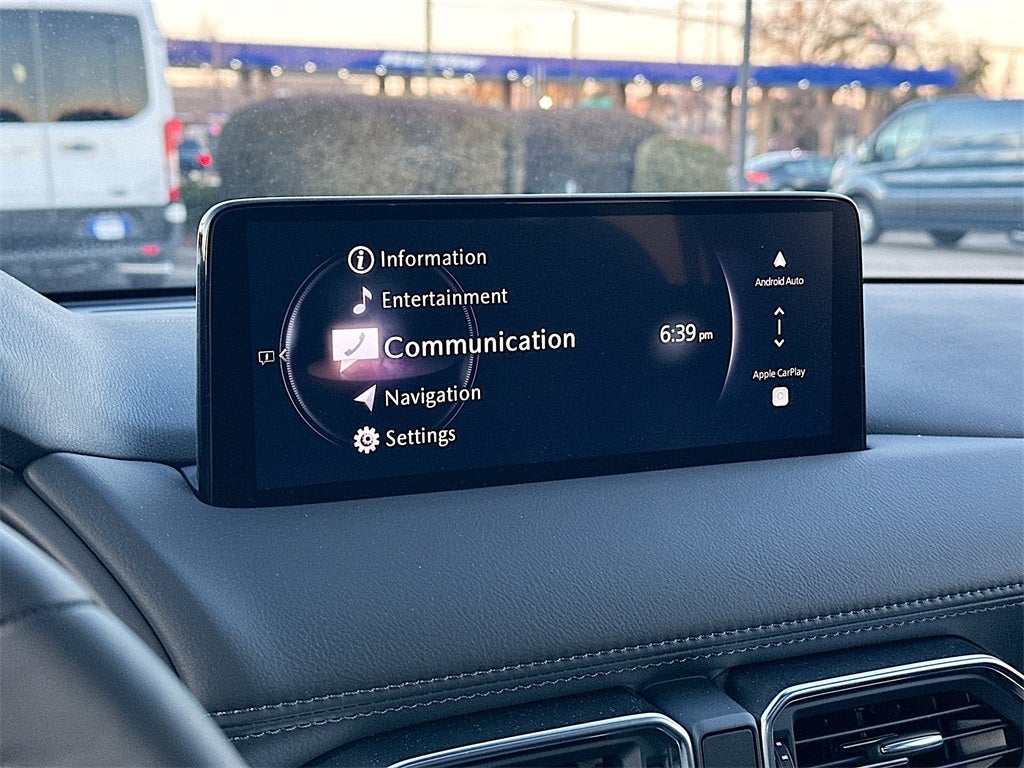 Information
Entertainment
Communication
Navigation
Settings
6:39 pm
Android Auto
Apple CarPlay